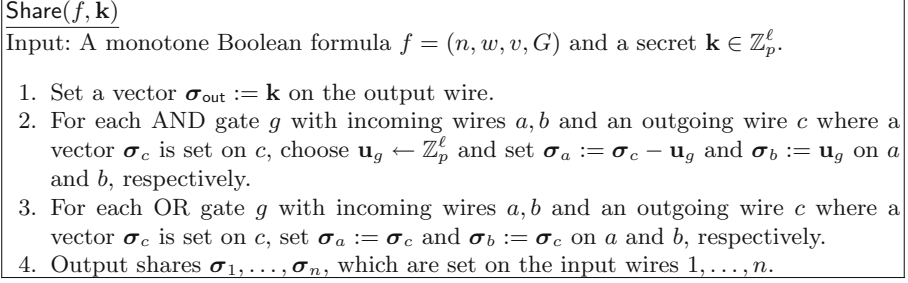 Share(f, k)
Input: A monotone Boolean formula f = (n, w, v, G) and a secret k ∈ ℤ_p^ℓ.
1. Set a vector σ_out := k on the output wire.
2. For each AND gate g with incoming wires a, b and an outgoing wire c where a
vector σ_c is set on c, choose u_g ← ℤ_p^ℓ and set σ_a := σ_c − u_g and σ_b := u_g on a
and b, respectively.
3. For each OR gate g with incoming wires a, b and an outgoing wire c where a
vector σ_c is set on c, set σ_a := σ_c and σ_b := σ_c on a and b, respectively.
4. Output shares σ_1, . . . , σ_n, which are set on the input wires 1, . . . , n.